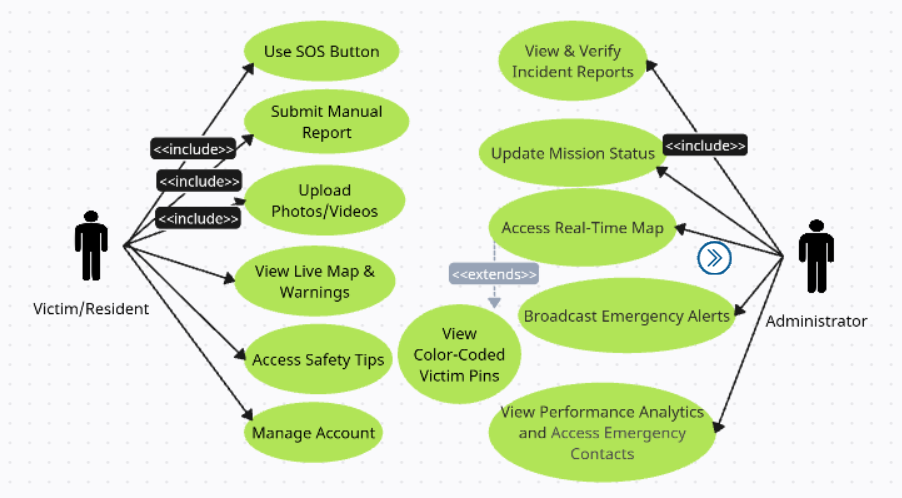 Use SOS Button
Submit Manual
Report
<<include>>
<<include>>
Upload
Photos/Videos
<<include>>
View Live Map &
Warnings
Victim/Resident
Access Safety Tips
Manage Account
View & Verify
Incident Reports
<<include>>
Update Mission Status
Access Real-Time Map
<<extends>>
Broadcast Emergency Alerts
Administrator
View
Color-Coded
Victim Pins
View Performance Analytics
and Access Emergency
Contacts